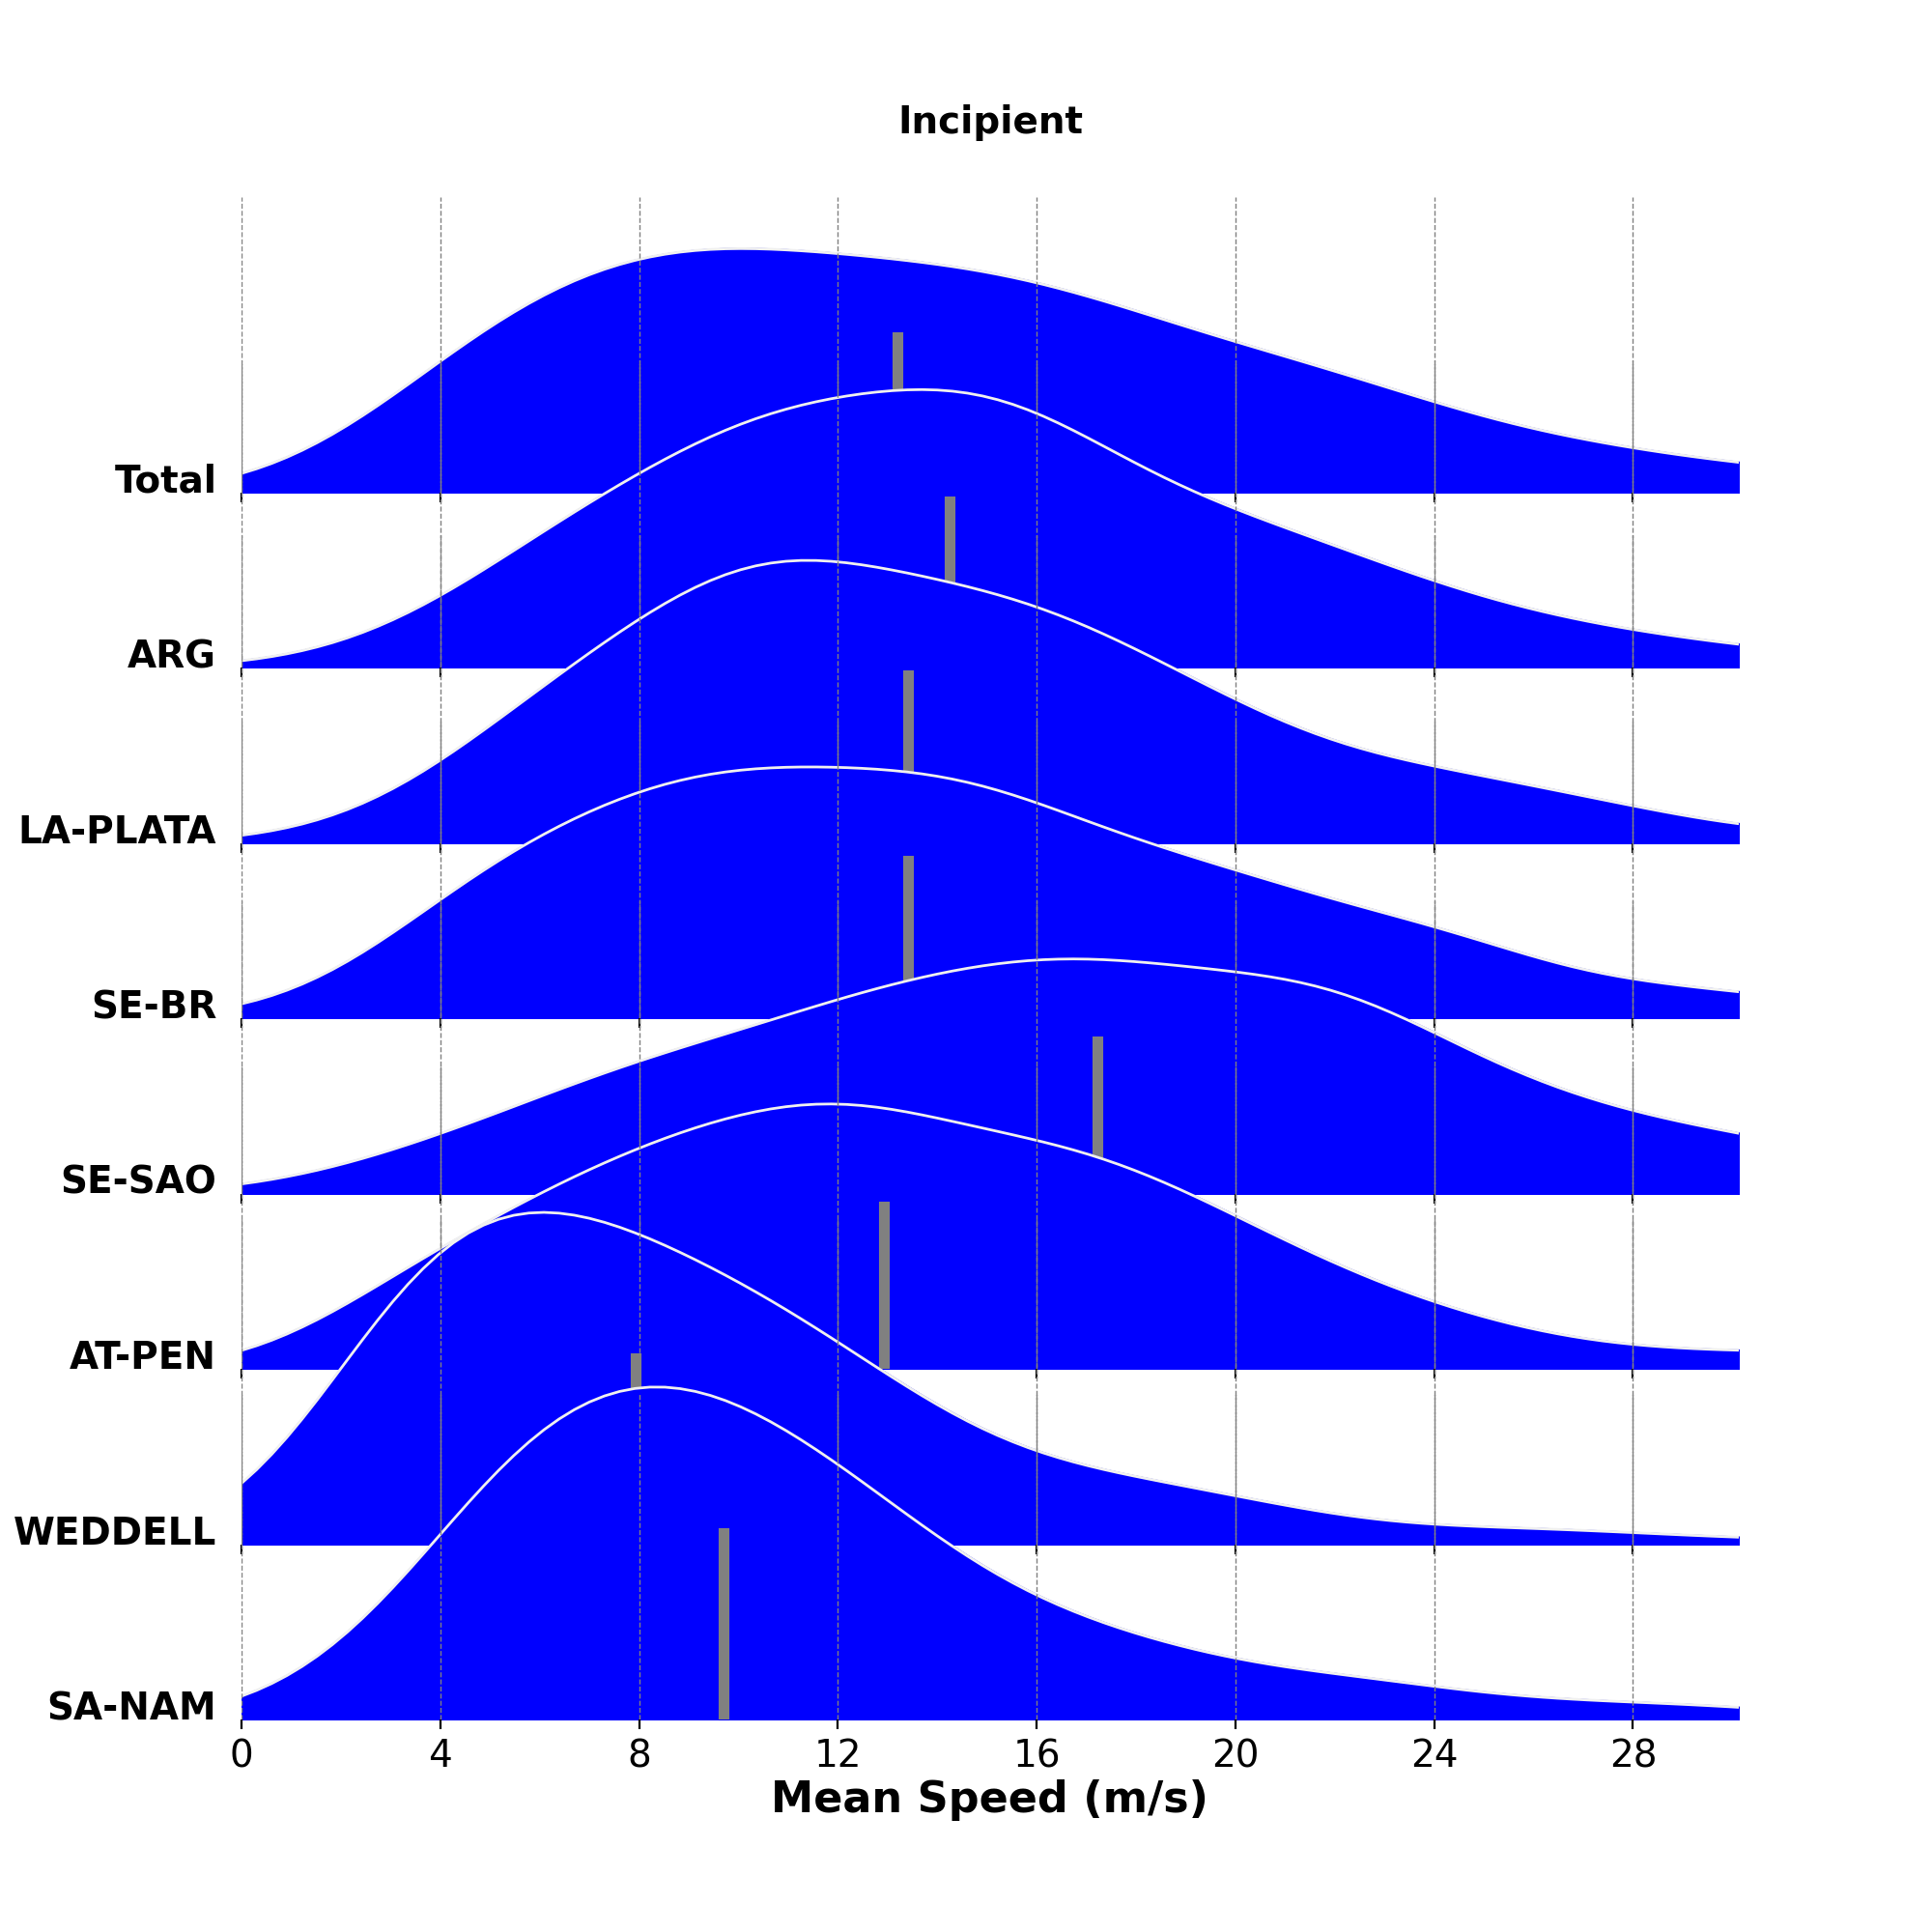 Incipient
Total
ARG
LA-PLATA
SE-BR
SE-SAO
AT-PEN
WEDDELL
SA-NAM
0 4 8 12 16 20 24 28
Mean Speed (m/s)